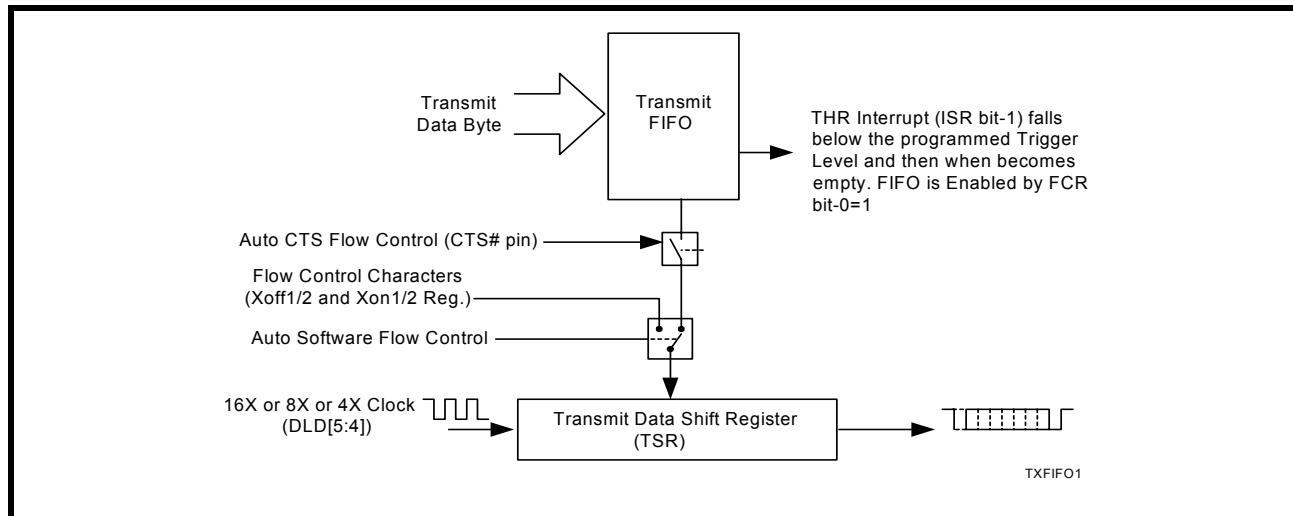 Transmit
Data Byte
Transmit
FIFO
THR Interrupt (ISR bit-1) falls
below the programmed Trigger
Level and then when becomes
empty. FIFO is Enabled by FCR
bit-0=1
Auto CTS Flow Control (CTS# pin)
Flow Control Characters
(Xoff1/2 and Xon1/2 Reg.)
Auto Software Flow Control
16X or 8X or 4X Clock
(DLD[5:4])
Transmit Data Shift Register
(TSR)
TXFIFO1